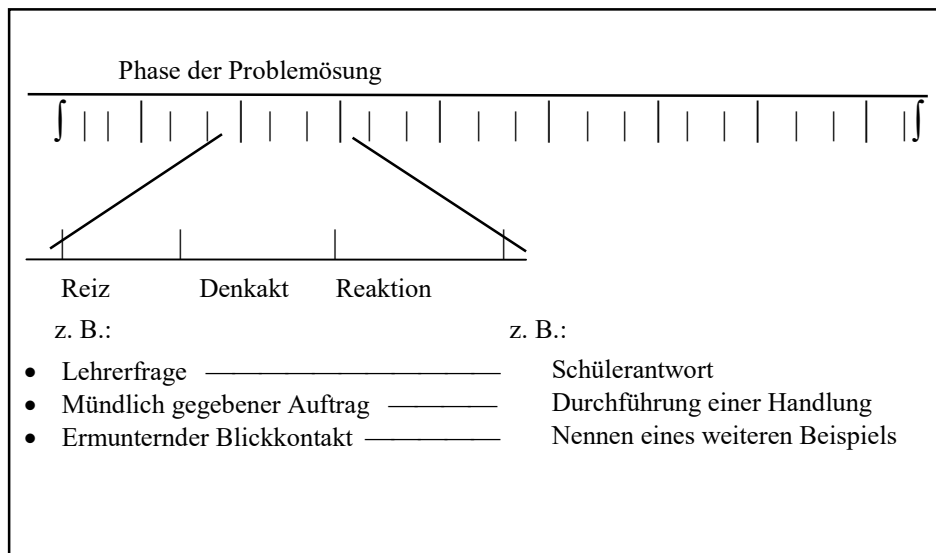 Phase der Problemösung
Reiz Denkakt Reaktion
z. B.: z. B.:
• Lehrerfrage Schülerantwort
• Mündlich gegebener Auftrag Durchführung einer Handlung
• Ermunternder Blickkontakt Nennen eines weiteren Beispiels